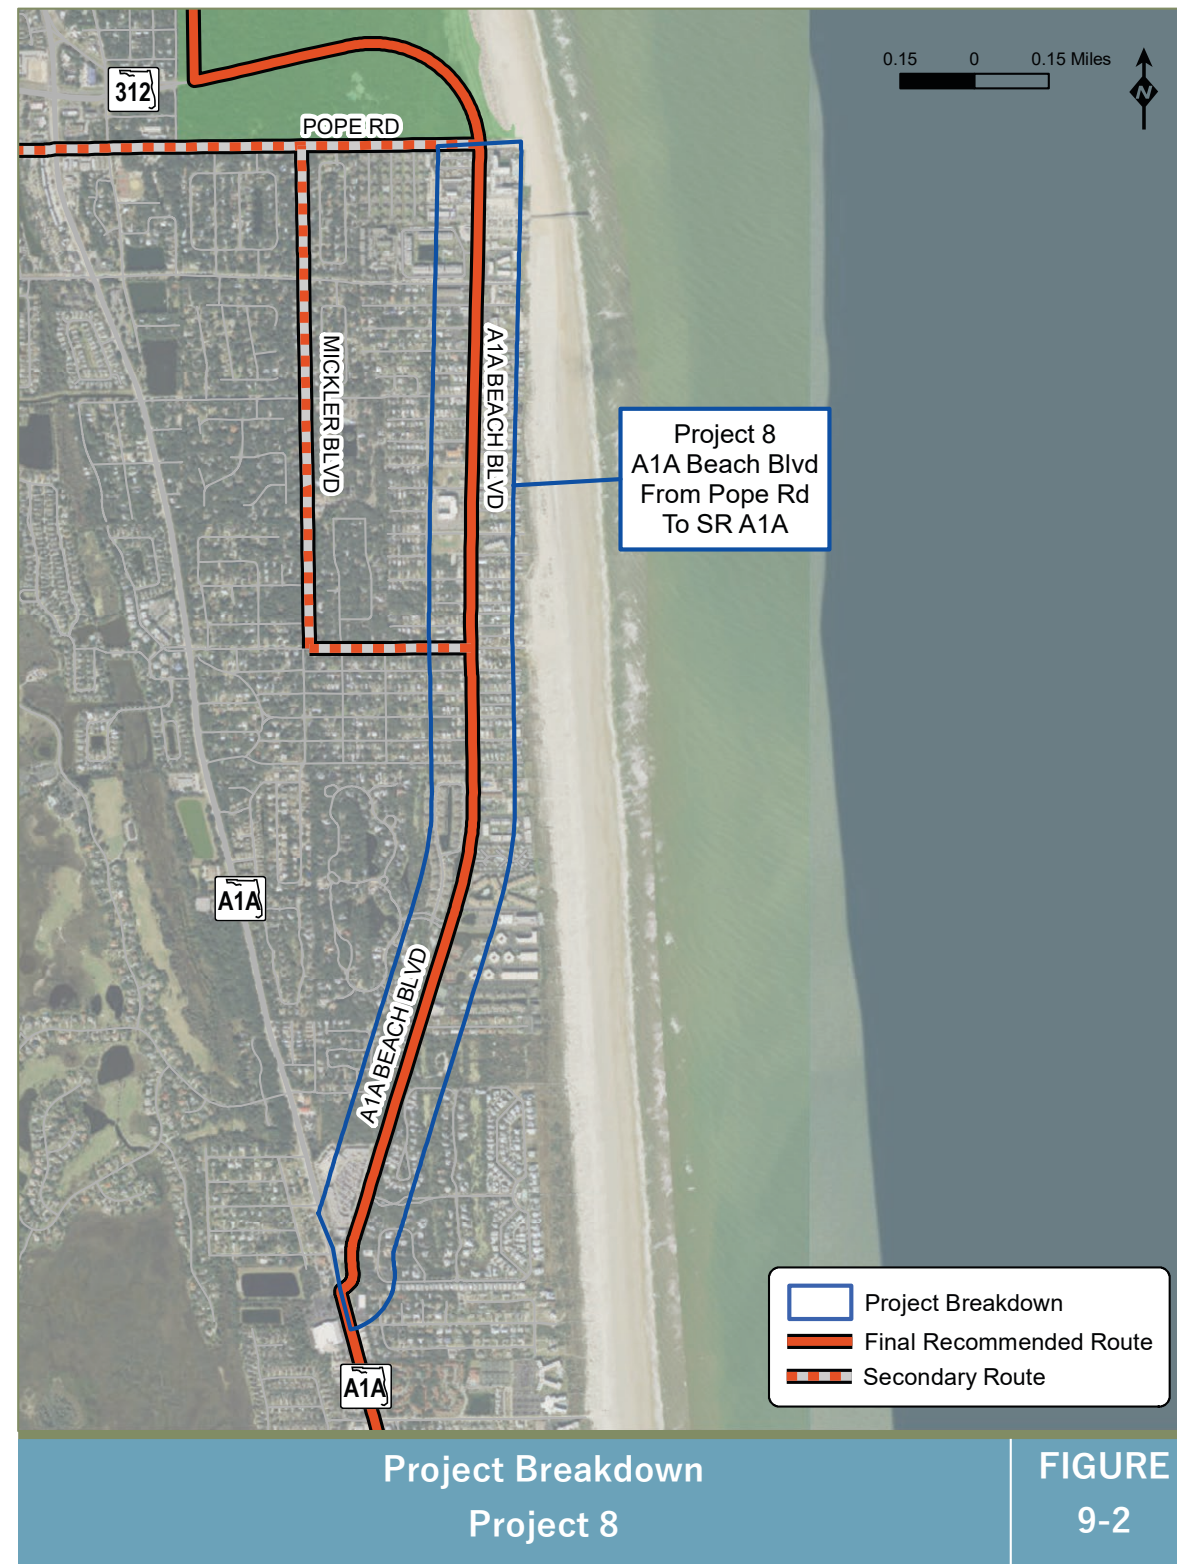 0.15 0 0.15 Miles
N
312
POPE RD
MICKLER BLVD
A1A BEACH BLVD
Project 8
A1A Beach Blvd
From Pope Rd
To SR A1A
A1A
A1A BEACH BLVD
A1A
Project Breakdown
Final Recommended Route
Secondary Route
Project Breakdown
Project 8
FIGURE
9-2